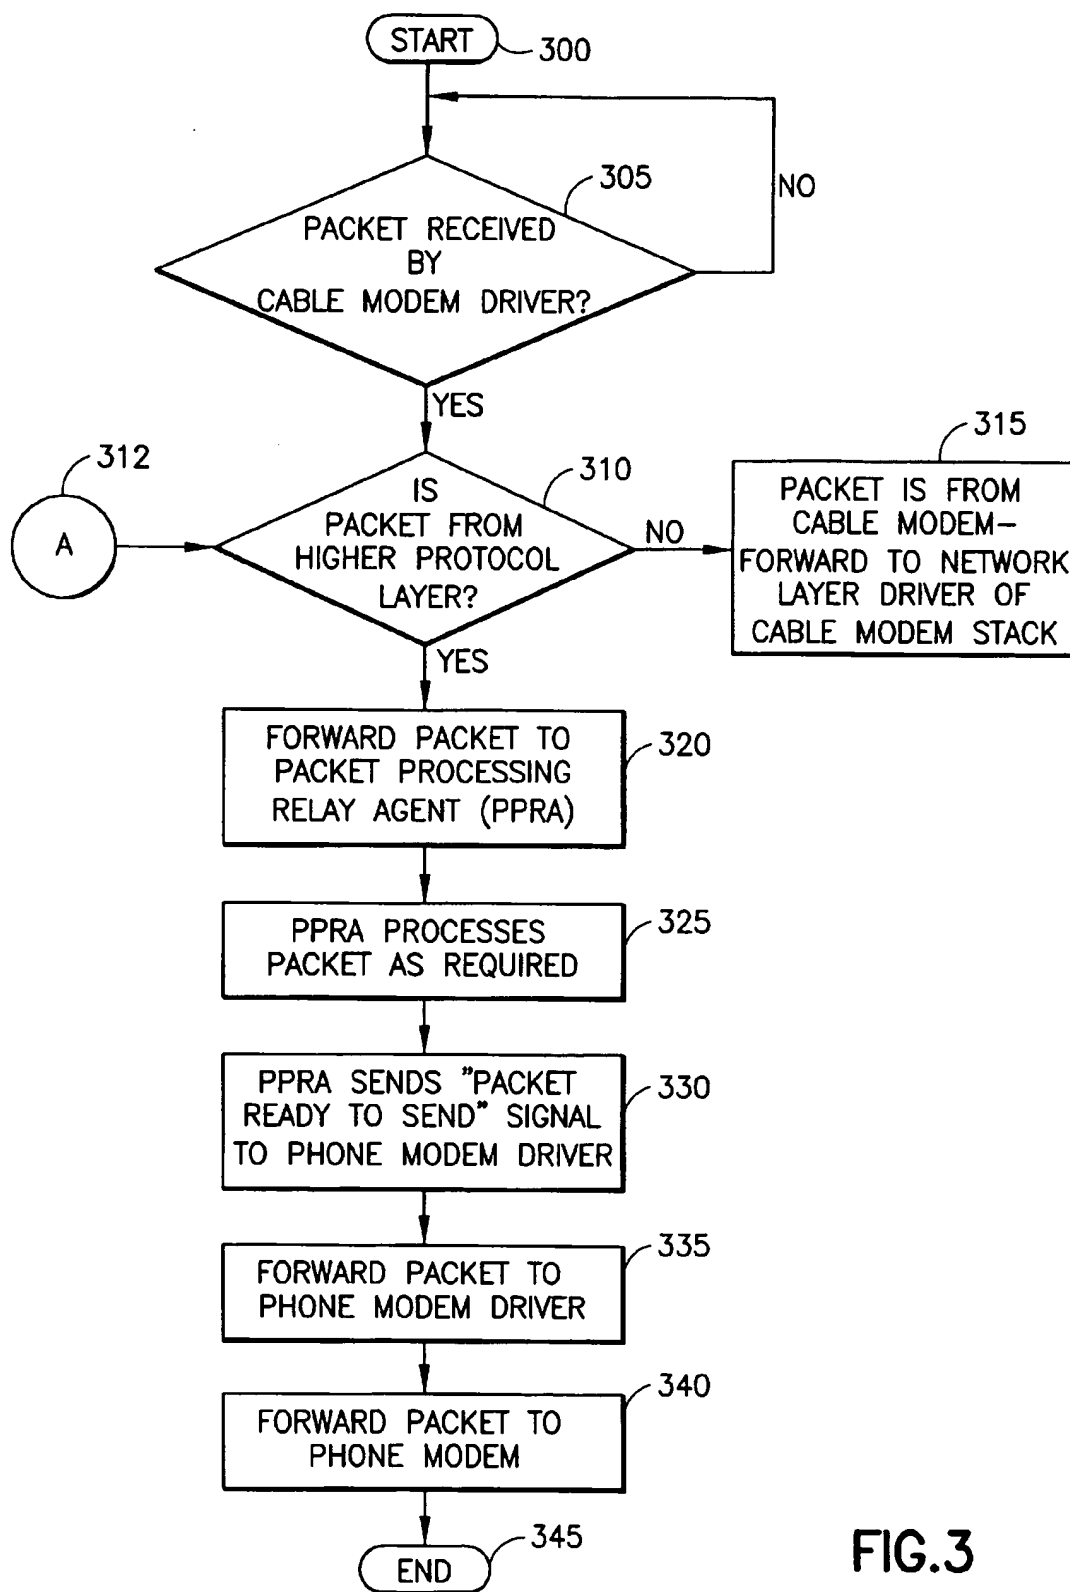 START
300
305
NO
PACKET RECEIVED
BY
CABLE MODEM DRIVER?
YES
312
A
310
IS
PACKET FROM
HIGHER PROTOCOL
LAYER?
NO
315
PACKET IS FROM
CABLE MODEM–
FORWARD TO NETWORK
LAYER DRIVER OF
CABLE MODEM STACK
YES
FORWARD PACKET TO
PACKET PROCESSING
RELAY AGENT (PPRA)
320
PPRA PROCESSES
PACKET AS REQUIRED
325
PPRA SENDS "PACKET
READY TO SEND" SIGNAL
TO PHONE MODEM DRIVER
330
FORWARD PACKET TO
PHONE MODEM DRIVER
335
FORWARD PACKET TO
PHONE MODEM
340
END
345
FIG.3